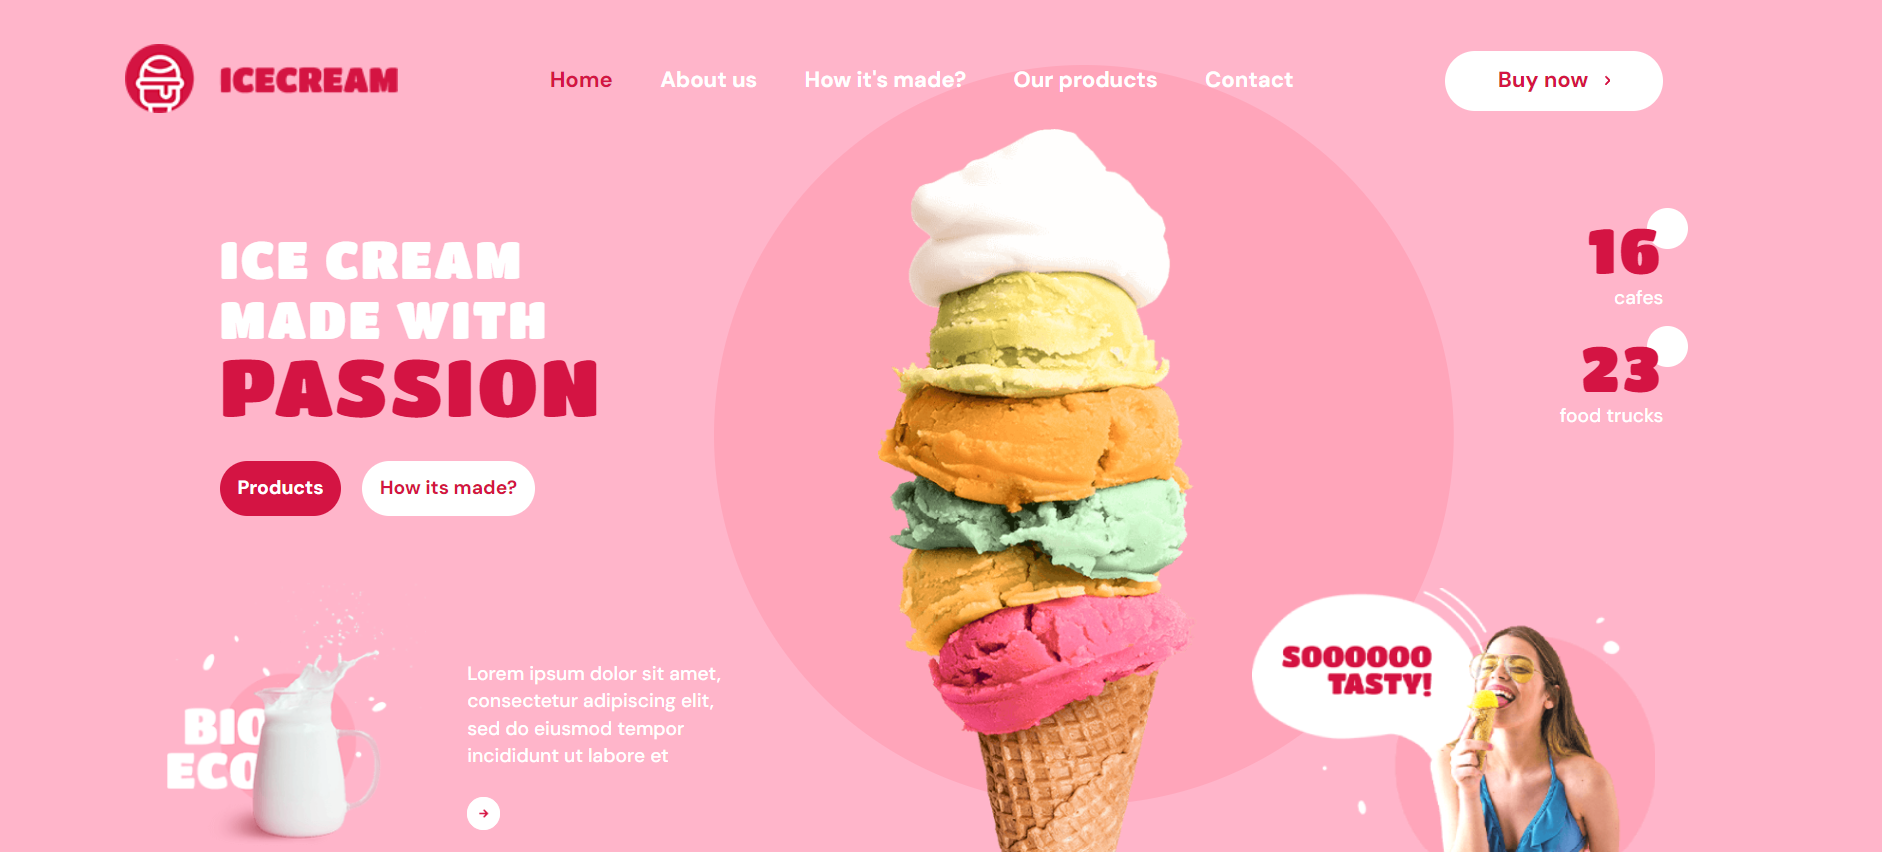 ICECREAM
Home
About us
How it's made?
Our products
Contact
Buy now
ICE CREAM
MADE WITH
PASSION
Products
How its made?
16
cafes
23
food trucks
BIO
ECO
Lorem ipsum dolor sit amet,
consectetur adipiscing elit,
sed do eiusmod tempor
incididunt ut labore et
SOOOOOO
TASTY!